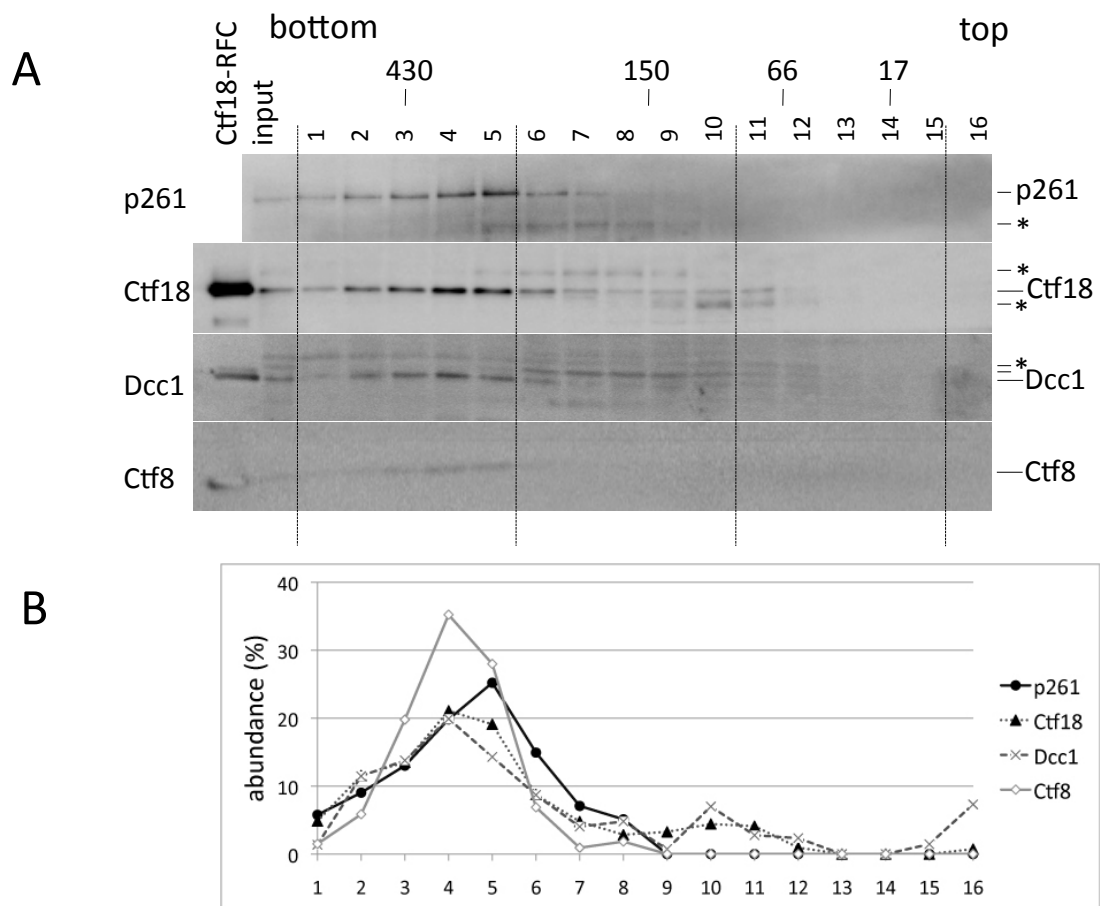 A
Ctf18-RFC
input
bottom
top
430
150
66
17
1 2 3 4 5 6 7 8 9 10 11 12 13 14 15 16
p261
p261
*
Ctf18
*
Ctf18
*
Dcc1
*
Dcc1
Ctf8
Ctf8
B
abundance (%)
40
30
20
10
0
1 2 3 4 5 6 7 8 9 10 11 12 13 14 15 16
p261
Ctf18
Dcc1
Ctf8